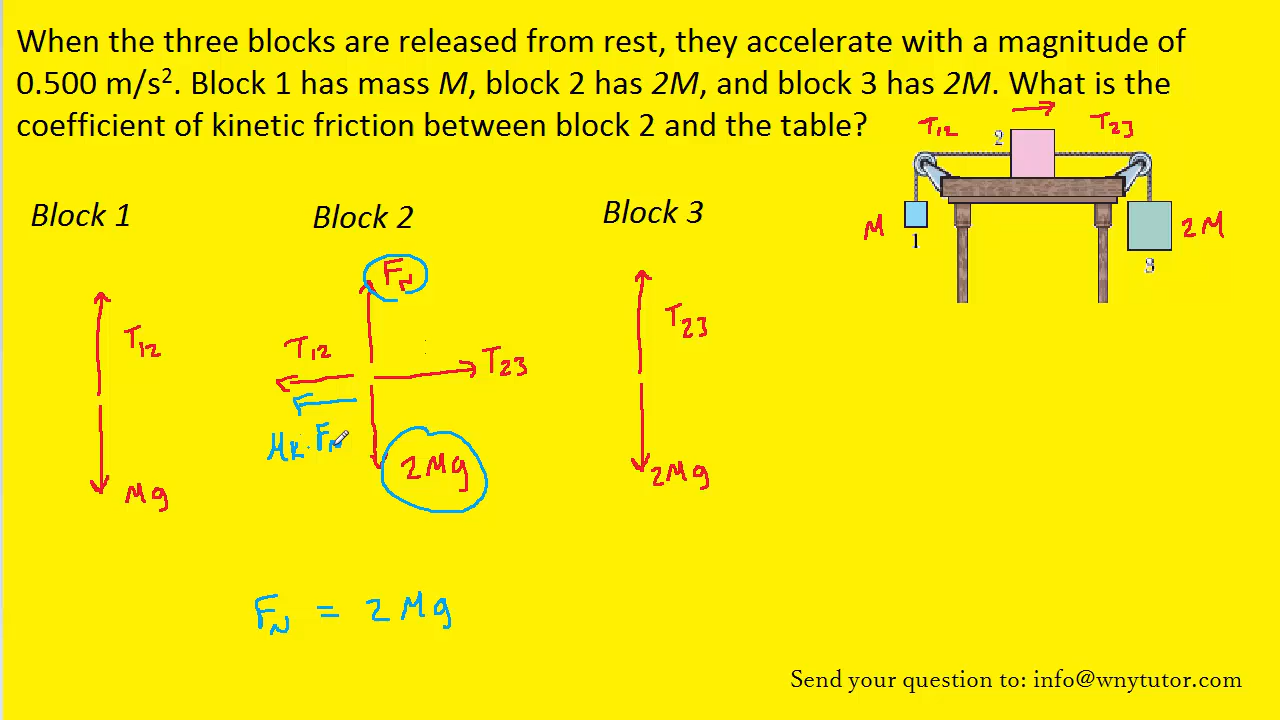 When the three blocks are released from rest, they accelerate with a magnitude of
0.500 m/s². Block 1 has mass M, block 2 has 2M, and block 3 has 2M. What is the
coefficient of kinetic friction between block 2 and the table?
T12 T23
2
M 2M
1
3
Block 1 Block 2 Block 3
FN
T12 T12 T23 T23
μk · FN
Mg 2Mg 2Mg
FN = 2Mg
Send your question to: info@wnytutor.com